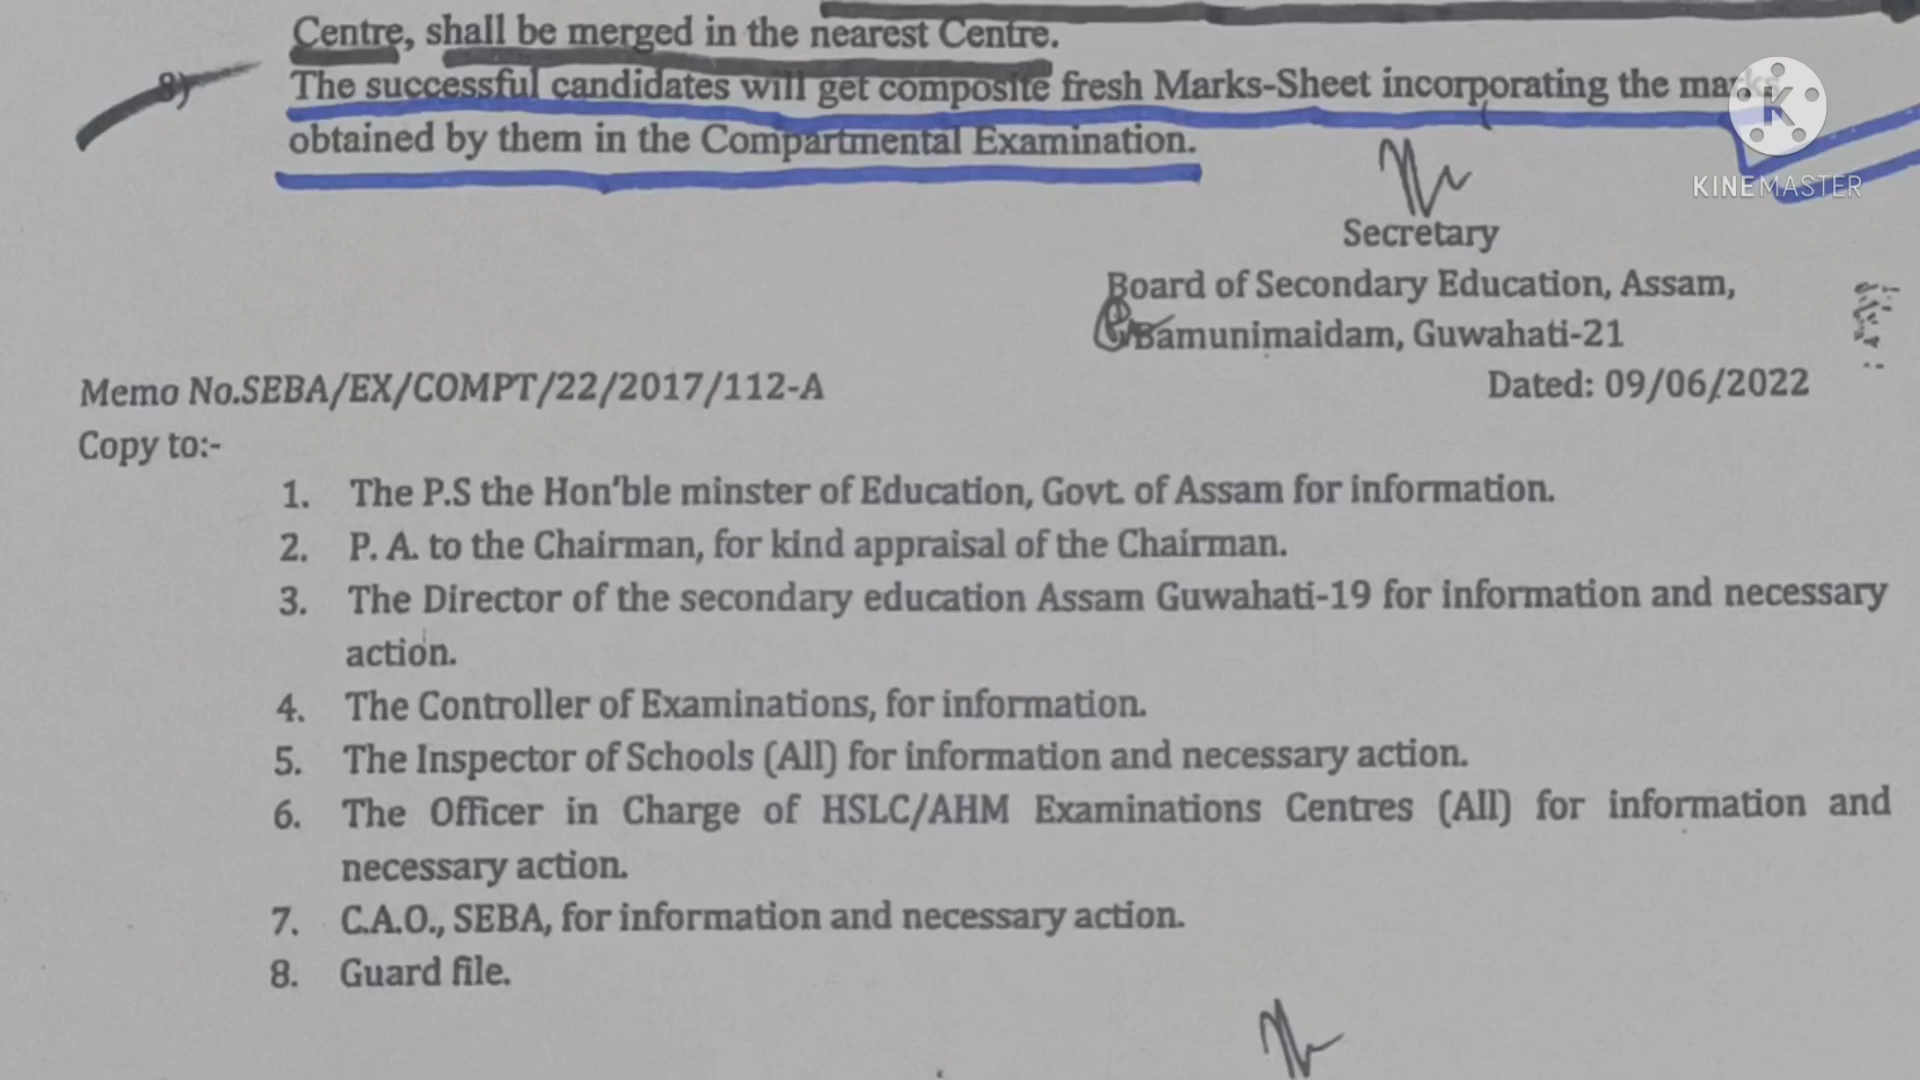 Centre, shall be merged in the nearest Centre.
8) The successful candidates will get composite fresh Marks-Sheet incorporating the marks
obtained by them in the Compartmental Examination.
KINEMASTER
Secretary
Board of Secondary Education, Assam,
Bamunimaidam, Guwahati-21
Memo No.SEBA/EX/COMPT/22/2017/112-A Dated: 09/06/2022
Copy to:-
1. The P.S the Hon'ble minster of Education, Govt. of Assam for information.
2. P. A. to the Chairman, for kind appraisal of the Chairman.
3. The Director of the secondary education Assam Guwahati-19 for information and necessary
action.
4. The Controller of Examinations, for information.
5. The Inspector of Schools (All) for information and necessary action.
6. The Officer in Charge of HSLC/AHM Examinations Centres (All) for information and
necessary action.
7. C.A.O., SEBA, for information and necessary action.
8. Guard file.